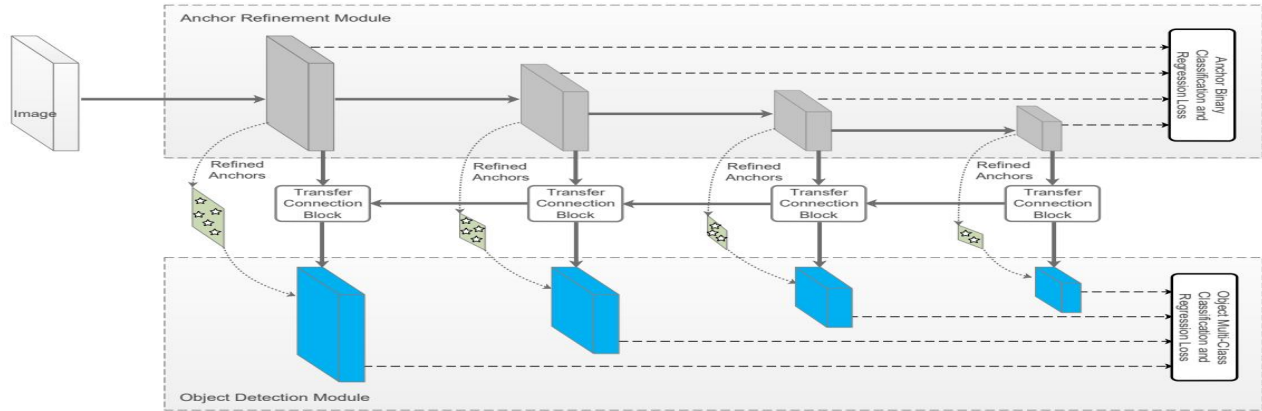 Anchor Refinement Module
Image
Anchor Binary
Classification and
Regression Loss
Refined
Anchors
Refined
Anchors
Refined
Anchors
Refined
Anchors
Transfer
Connection
Block
Transfer
Connection
Block
Transfer
Connection
Block
Transfer
Connection
Block
Object Multi-Class
Classification and
Regression Loss
Object Detection Module